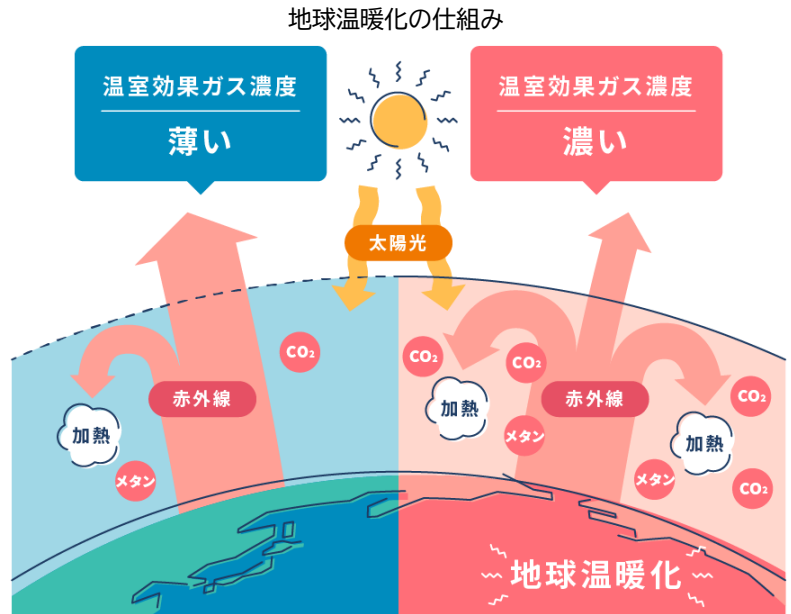 地球温暖化の仕組み
温室効果ガス濃度
薄い
温室効果ガス濃度
濃い
太陽光
CO₂
CO₂
CO₂
赤外線
赤外線
CO₂
加熱
加熱
メタン
加熱
メタン
メタン
CO₂
地球温暖化